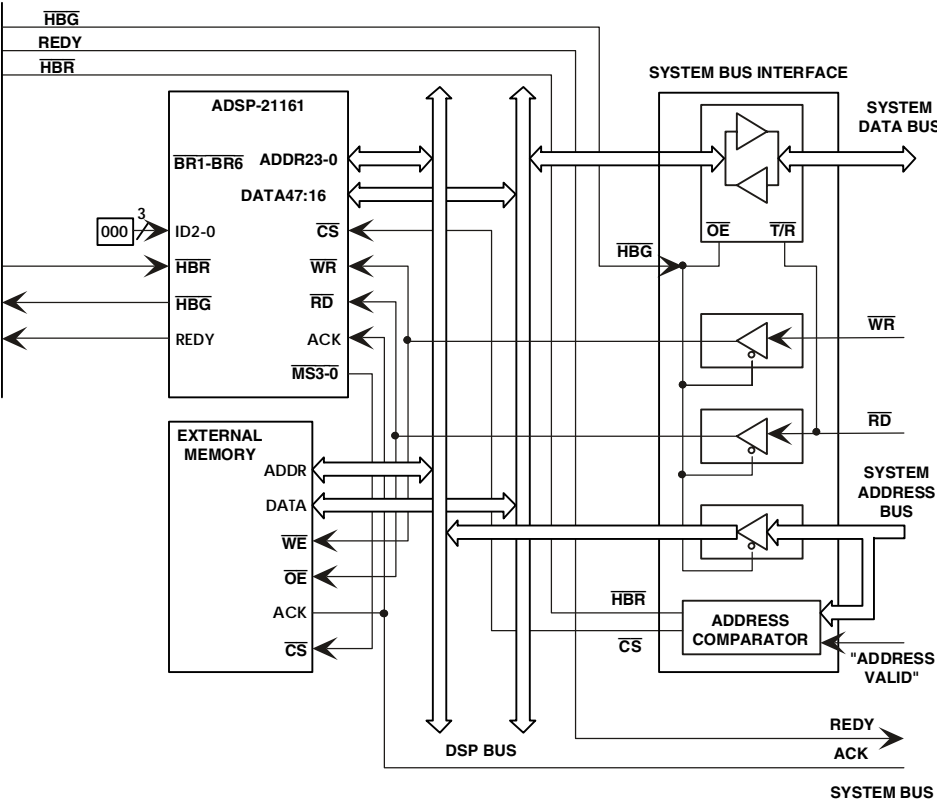 HBG
REDY
HBR
SYSTEM BUS INTERFACE
ADSP-21161
SYSTEM
DATA BUS
BR1-BR6
ADDR23-0
DATA47:16
3
000
ID2-0
CS
OE
T/R
HBG
HBR
WR
HBG
RD
WR
REDY
ACK
MS3-0
RD
EXTERNAL
MEMORY
ADDR
SYSTEM
ADDRESS
BUS
DATA
WE
OE
HBR
ACK
ADDRESS
COMPARATOR
CS
CS
"ADDRESS
VALID"
REDY
DSP BUS
ACK
SYSTEM BUS